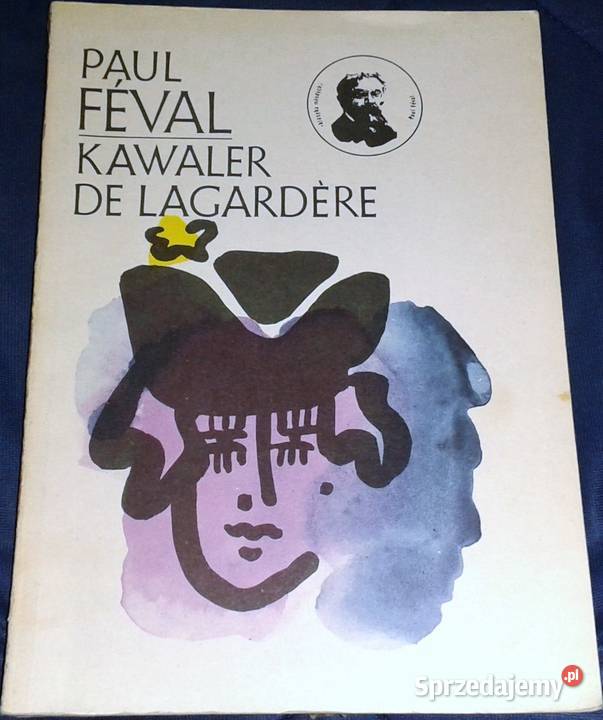 PAUL
FÉVAL
KAWALER
DE LAGARDÈRE
Paul Féval
Sprzedajemy.pl